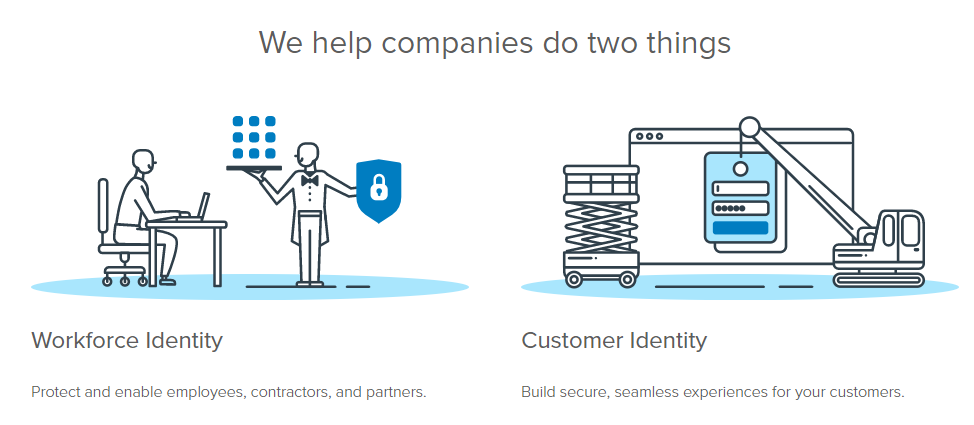 We help companies do two things
Workforce Identity
Customer Identity
Protect and enable employees, contractors, and partners.
Build secure, seamless experiences for your customers.